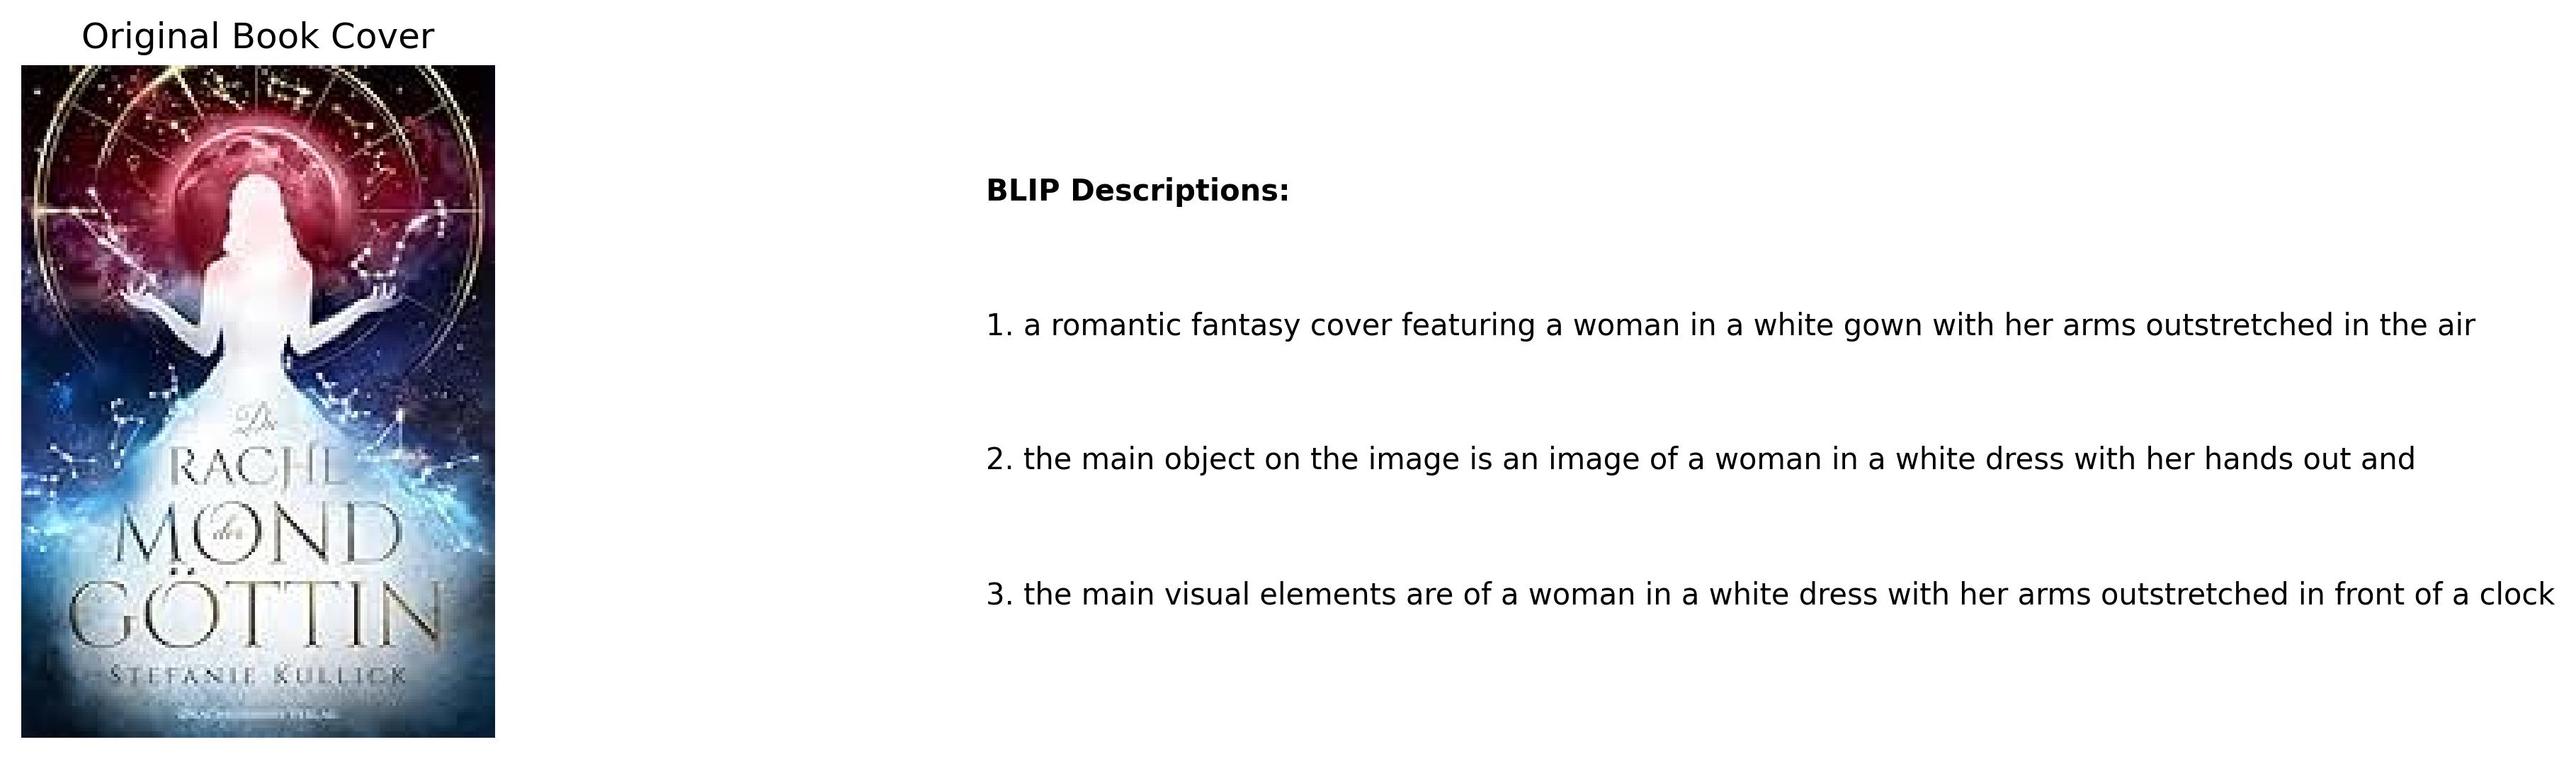 Original Book Cover
Die
RACHE
der
MOND
GÖTTIN
STEFANIE KULLICK
BLIP Descriptions:
1. a romantic fantasy cover featuring a woman in a white gown with her arms outstretched in the air
2. the main object on the image is an image of a woman in a white dress with her hands out and
3. the main visual elements are of a woman in a white dress with her arms outstretched in front of a clock